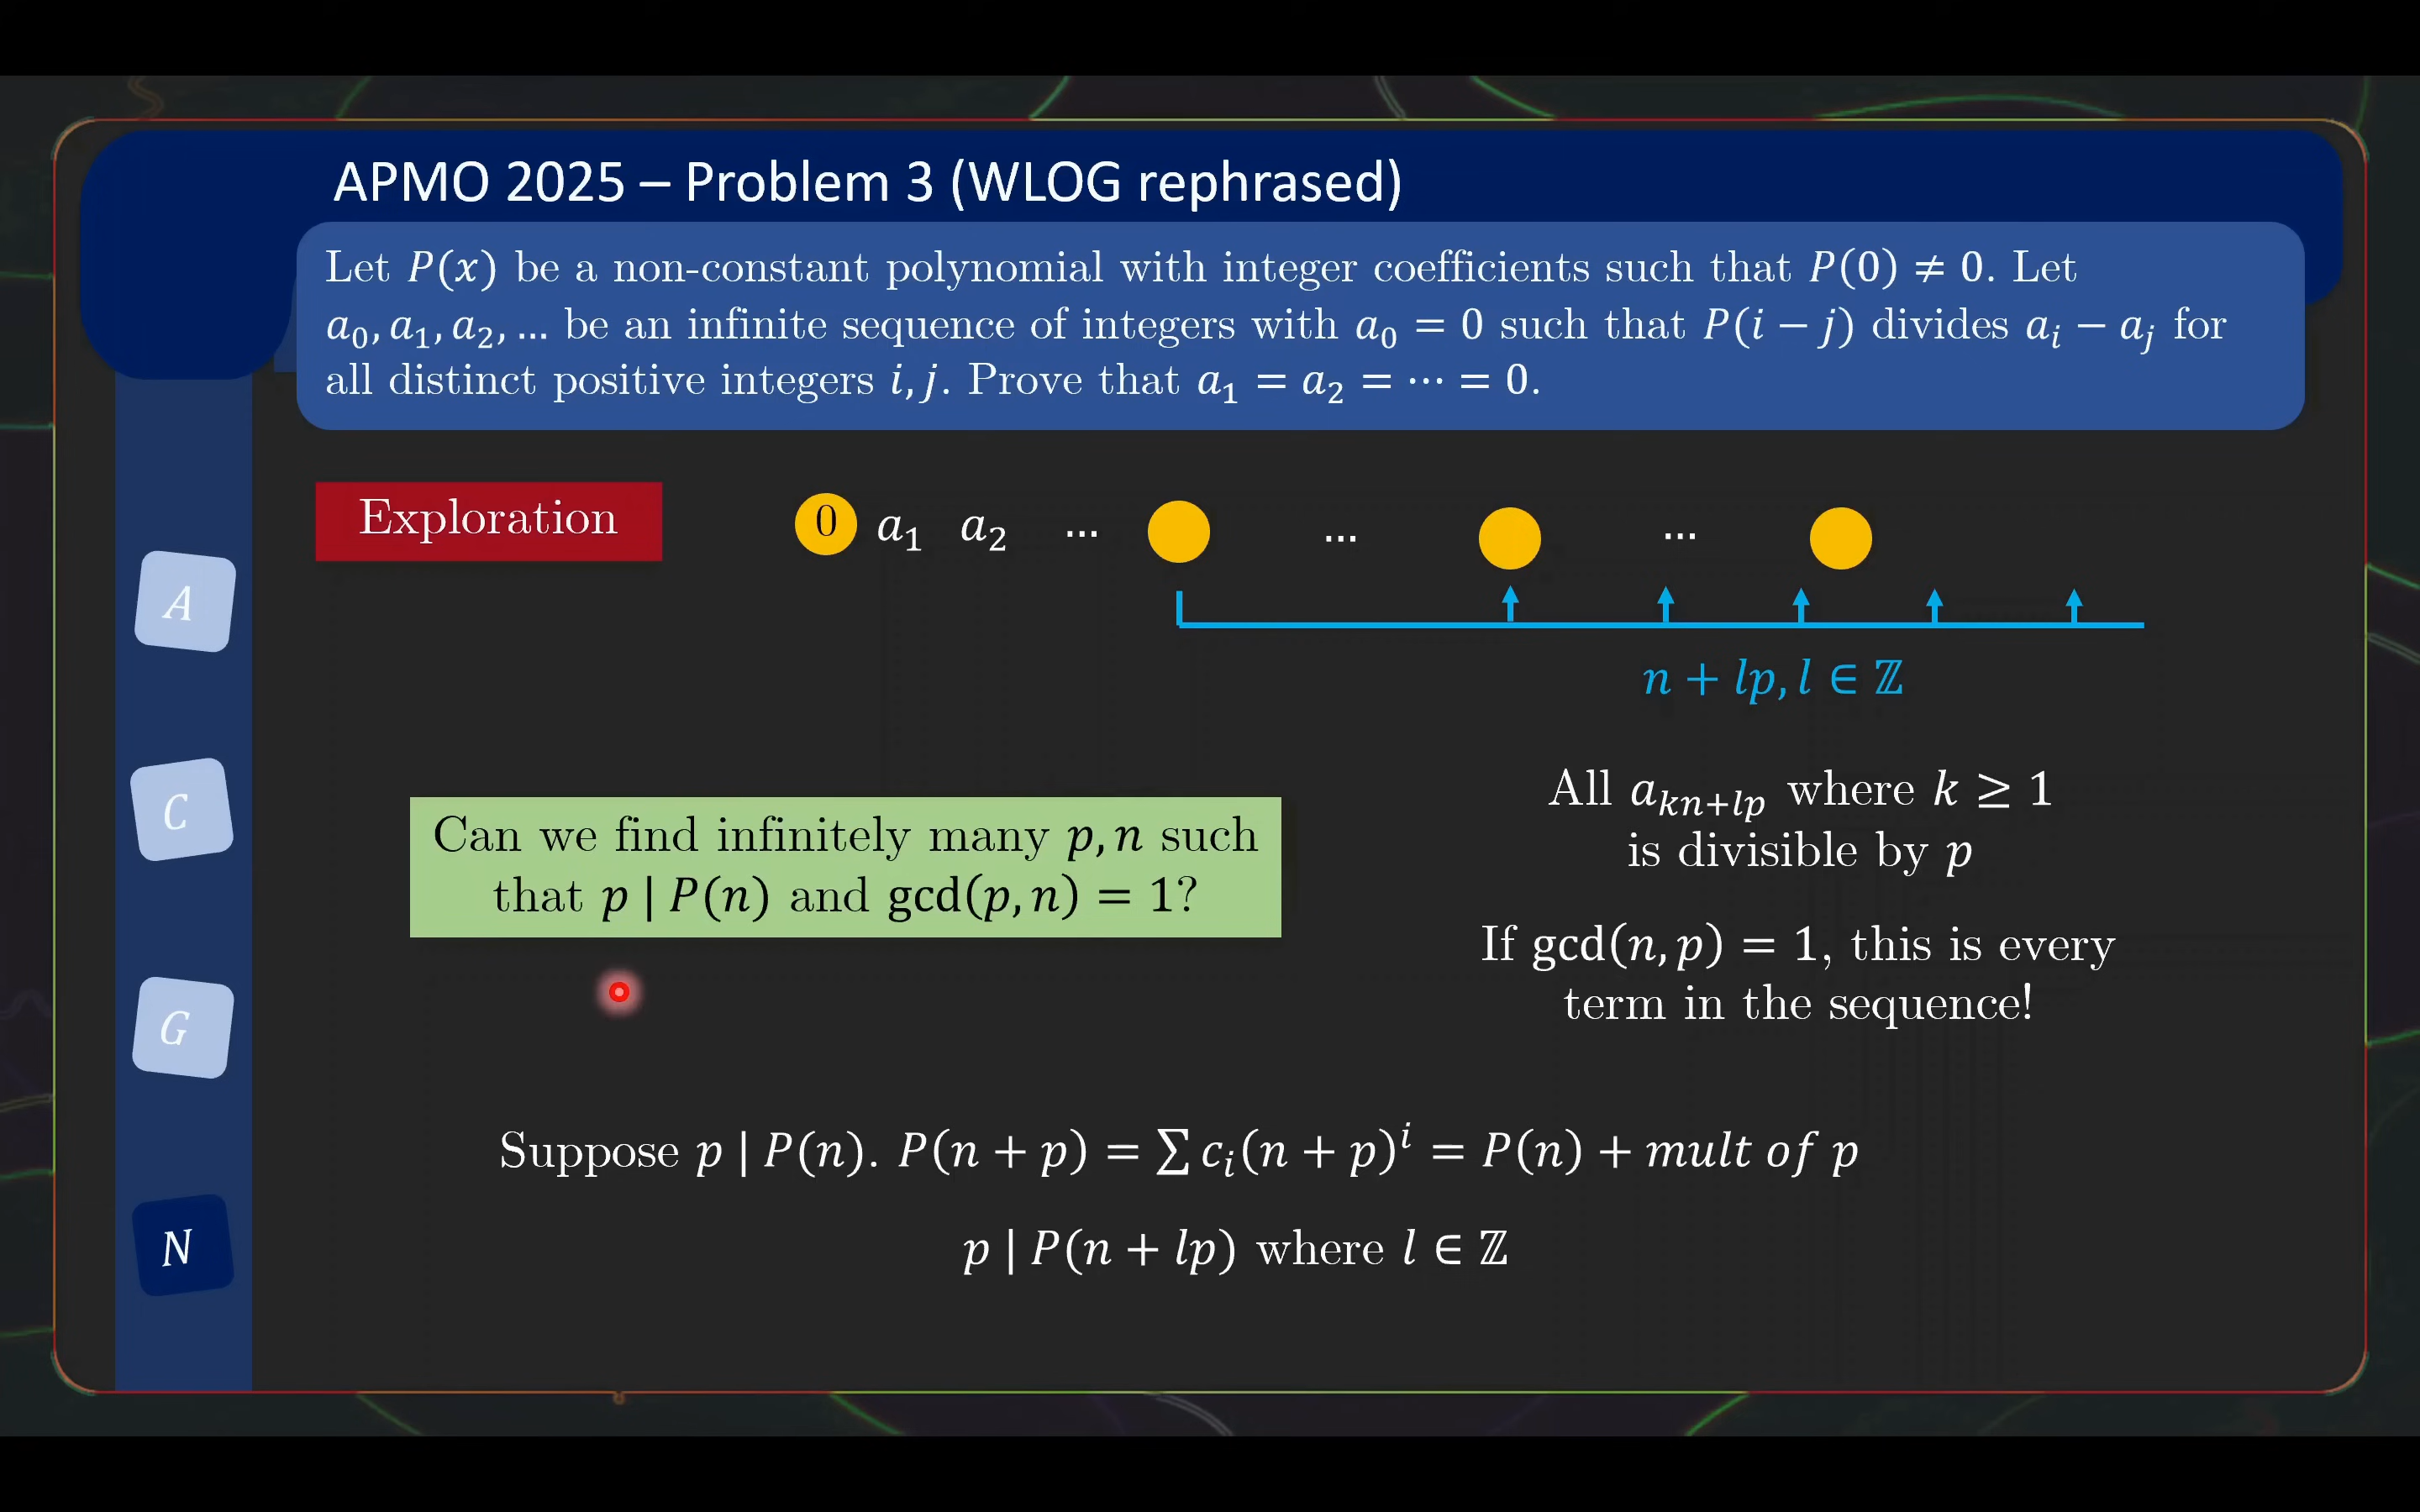 APMO 2025 – Problem 3 (WLOG rephrased)
Let P(x) be a non-constant polynomial with integer coefficients such that P(0) ≠ 0. Let
a₀, a₁, a₂, … be an infinite sequence of integers with a₀ = 0 such that P(i − j) divides aᵢ − aⱼ for
all distinct positive integers i, j. Prove that a₁ = a₂ = ⋯ = 0.
Exploration
0 a₁ a₂ … … …
n + lp, l ∈ ℤ
A
C
G
N
Can we find infinitely many p, n such
that p | P(n) and gcd(p, n) = 1?
All aₖₙ₊ₗₚ where k ≥ 1
is divisible by p
If gcd(n, p) = 1, this is every
term in the sequence!
Suppose p | P(n). P(n + p) = ∑ cᵢ(n + p)ⁱ = P(n) + mult of p
p | P(n + lp) where l ∈ ℤ